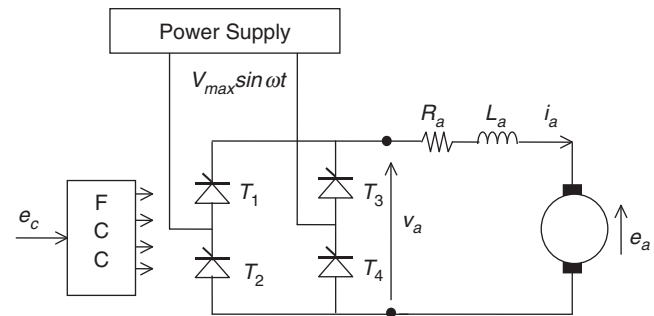 Power Supply
V_max sin ωt
R_a
L_a
i_a
T_1
T_3
F
C
C
e_c
v_a
e_a
T_2
T_4